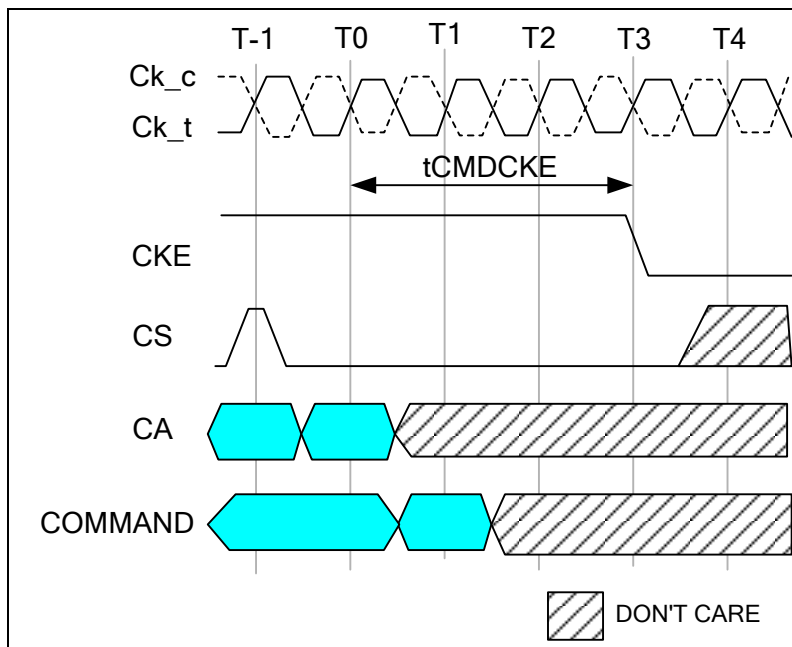 T-1 T0 T1 T2 T3 T4
Ck_c
Ck_t
tCMDCKE
CKE
CS
CA
COMMAND
DON'T CARE